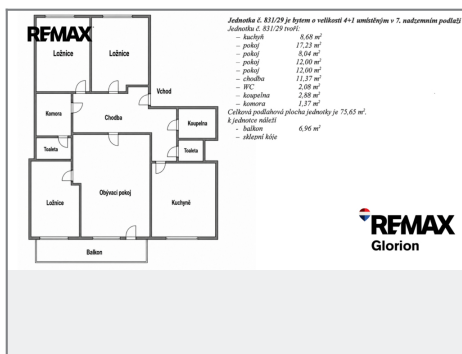 REMAX
Ložnice
Ložnice
Vchod
Komora
Chodba
Koupelna
Toaleta
Toaleta
Ložnice
Obývací pokoj
Kuchyně
Balkon
Jednotka č. 831/29 je bytem o velikosti 4+1 umístěným v 7. nadzemním podlaží
Jednotku č. 831/29 tvoří:
– kuchyň 8,68 m²
– pokoj 17,23 m²
– pokoj 8,04 m²
– pokoj 12,00 m²
– pokoj 12,00 m²
– chodba 11,37 m²
– WC 2,08 m²
– koupelna 2,88 m²
– komora 1,37 m²
Celková podlahová plocha jednotky je 75,65 m².
k jednotce náleží
- balkon 6,96 m²
– sklepní kóje
REMAX
Glorion